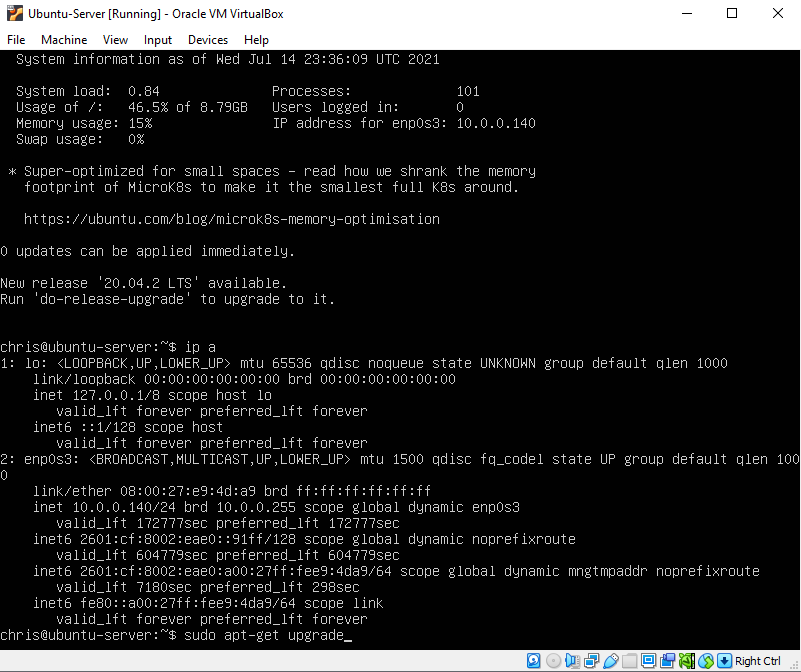 Ubuntu-Server [Running] - Oracle VM VirtualBox
File Machine View Input Devices Help
System information as of Wed Jul 14 23:36:09 UTC 2021
System load: 0.84 Processes: 101
Usage of /: 46.5% of 8.79GB Users logged in: 0
Memory usage: 15% IP address for enp0s3: 10.0.0.140
Swap usage: 0%
* Super-optimized for small spaces - read how we shrank the memory
footprint of MicroK8s to make it the smallest full K8s around.
https://ubuntu.com/blog/microk8s-memory-optimisation
0 updates can be applied immediately.
New release '20.04.2 LTS' available.
Run 'do-release-upgrade' to upgrade to it.
chris@ubuntu-server:~$ ip a
1: lo: <LOOPBACK,UP,LOWER_UP> mtu 65536 qdisc noqueue state UNKNOWN group default qlen 1000
link/loopback 00:00:00:00:00:00 brd 00:00:00:00:00:00
inet 127.0.0.1/8 scope host lo
valid_lft forever preferred_lft forever
inet6 ::1/128 scope host
valid_lft forever preferred_lft forever
2: enp0s3: <BROADCAST,MULTICAST,UP,LOWER_UP> mtu 1500 qdisc fq_codel state UP group default qlen 100
0
link/ether 08:00:27:e9:4d:a9 brd ff:ff:ff:ff:ff:ff
inet 10.0.0.140/24 brd 10.0.0.255 scope global dynamic enp0s3
valid_lft 172777sec preferred_lft 172777sec
inet6 2601:cf:8002:eae0::91ff/128 scope global dynamic noprefixroute
valid_lft 604779sec preferred_lft 604779sec
inet6 2601:cf:8002:eae0:a00:27ff:fee9:4da9/64 scope global dynamic mngtmpaddr noprefixroute
valid_lft 7180sec preferred_lft 298sec
inet6 fe80::a00:27ff:fee9:4da9/64 scope link
valid_lft forever preferred_lft forever
chris@ubuntu-server:~$ sudo apt-get upgrade_
Right Ctrl